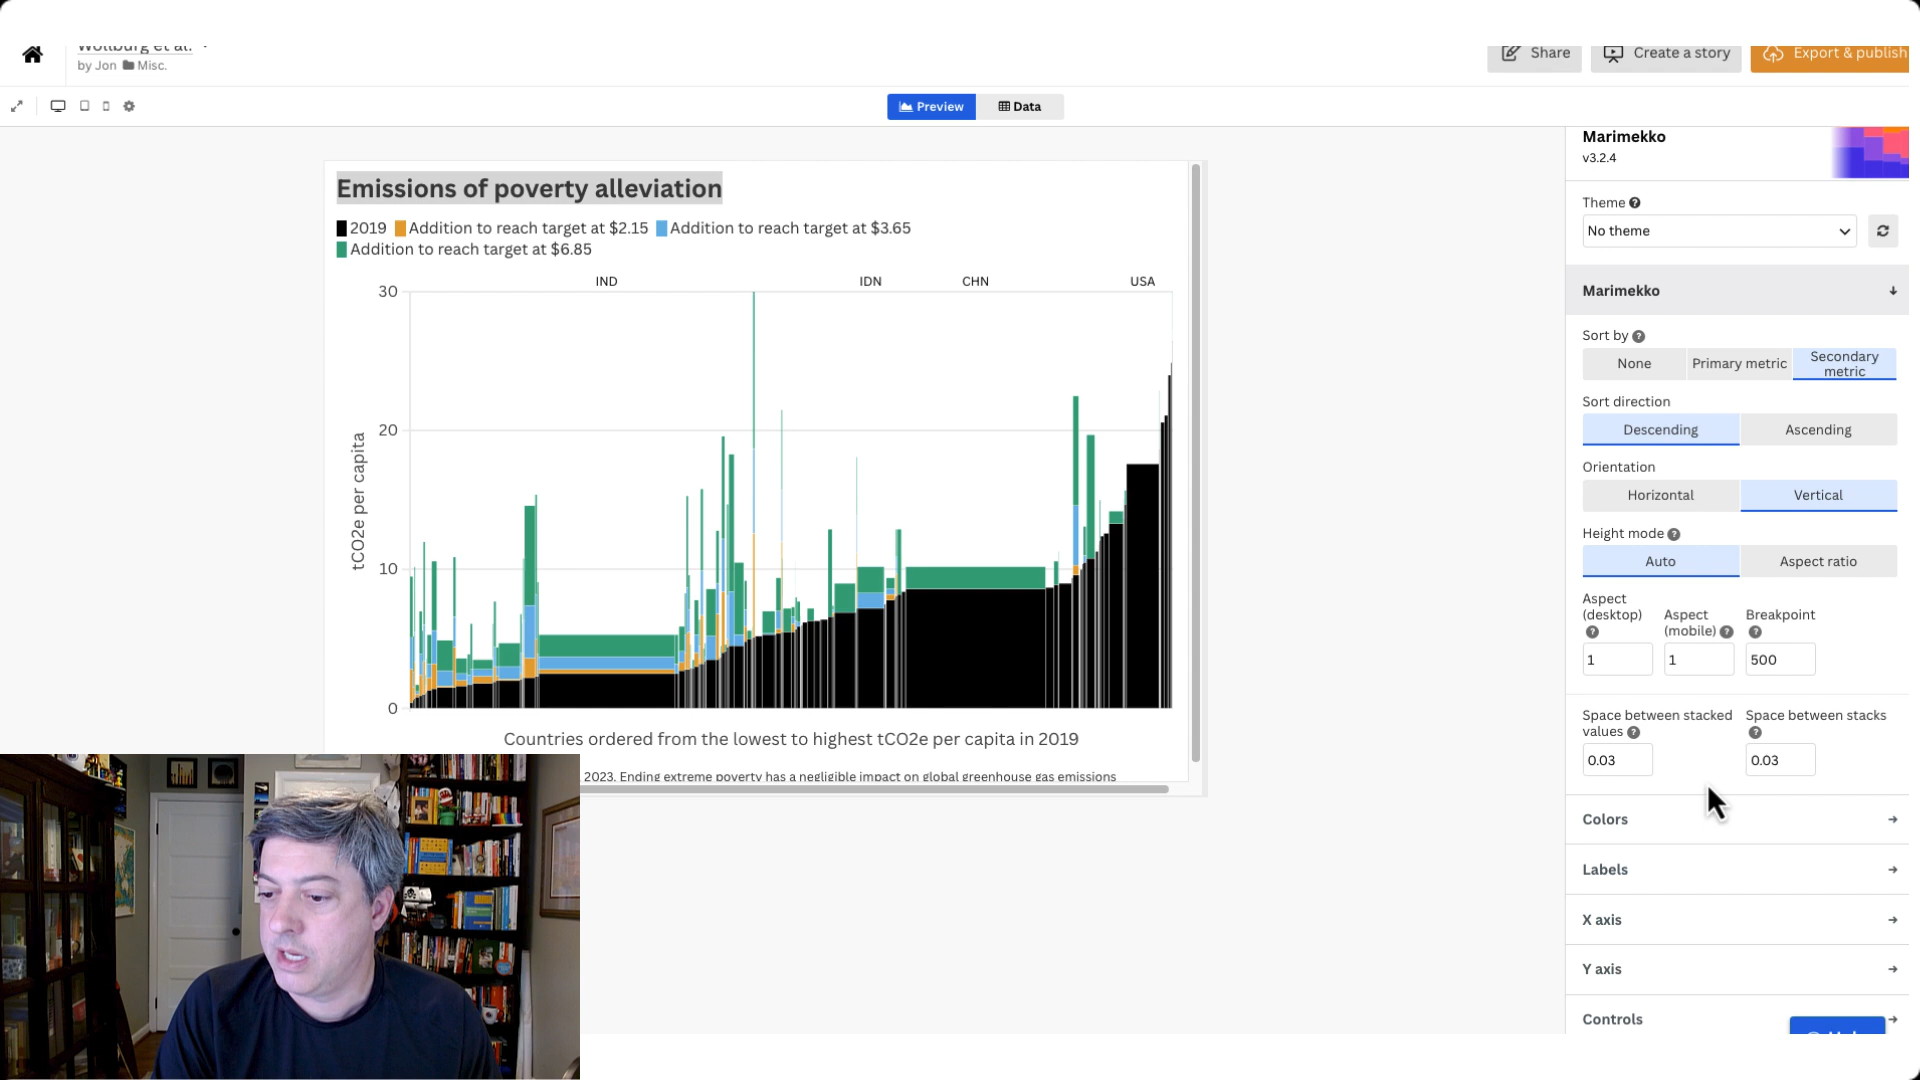 Wollburg et al.
by Jon Misc.
Share
Create a story
Export & publish
Preview
Data
Emissions of poverty alleviation
2019 Addition to reach target at $2.15 Addition to reach target at $3.65
Addition to reach target at $6.85
IND IDN CHN USA
30
20
10
0
tCO2e per capita
Countries ordered from the lowest to highest tCO2e per capita in 2019
2023. Ending extreme poverty has a negligible impact on global greenhouse gas emissions
Marimekko
v3.2.4
Theme ?
No theme
Marimekko
Sort by ?
None
Primary metric
Secondary
metric
Sort direction
Descending
Ascending
Orientation
Horizontal
Vertical
Height mode ?
Auto
Aspect ratio
Aspect
(desktop)
?
Aspect
(mobile) ?
Breakpoint
?
1
1
500
Space between stacked
values ?
Space between stacks
?
0.03
0.03
Colors
Labels
X axis
Y axis
Controls